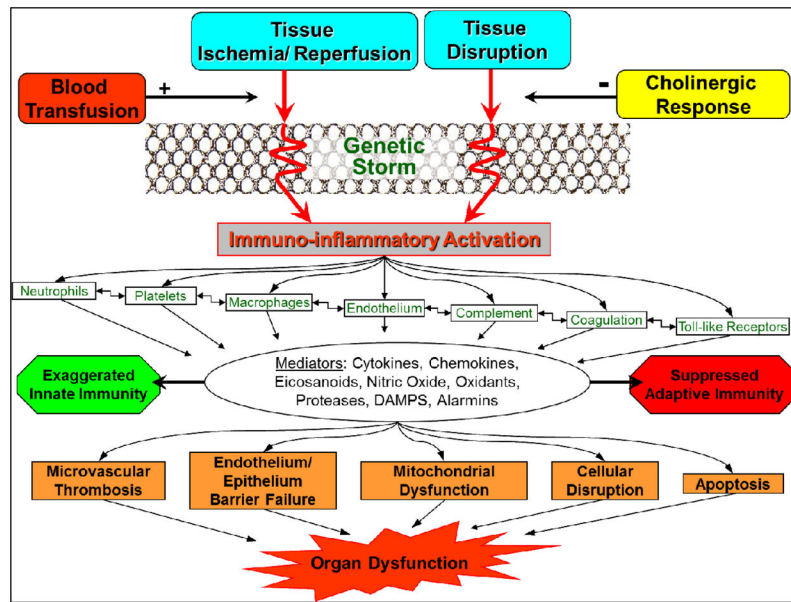 Tissue
Ischemia/ Reperfusion
Tissue
Disruption
Blood
Transfusion
+
-
Cholinergic
Response
Genetic
Storm
Immuno-inflammatory Activation
Neutrophils
Platelets
Macrophages
Endothelium
Complement
Coagulation
Toll-like Receptors
Exaggerated
Innate Immunity
Mediators: Cytokines, Chemokines,
Eicosanoids, Nitric Oxide, Oxidants,
Proteases, DAMPS, Alarmins
Suppressed
Adaptive Immunity
Microvascular
Thrombosis
Endothelium/
Epithelium
Barrier Failure
Mitochondrial
Dysfunction
Cellular
Disruption
Apoptosis
Organ Dysfunction